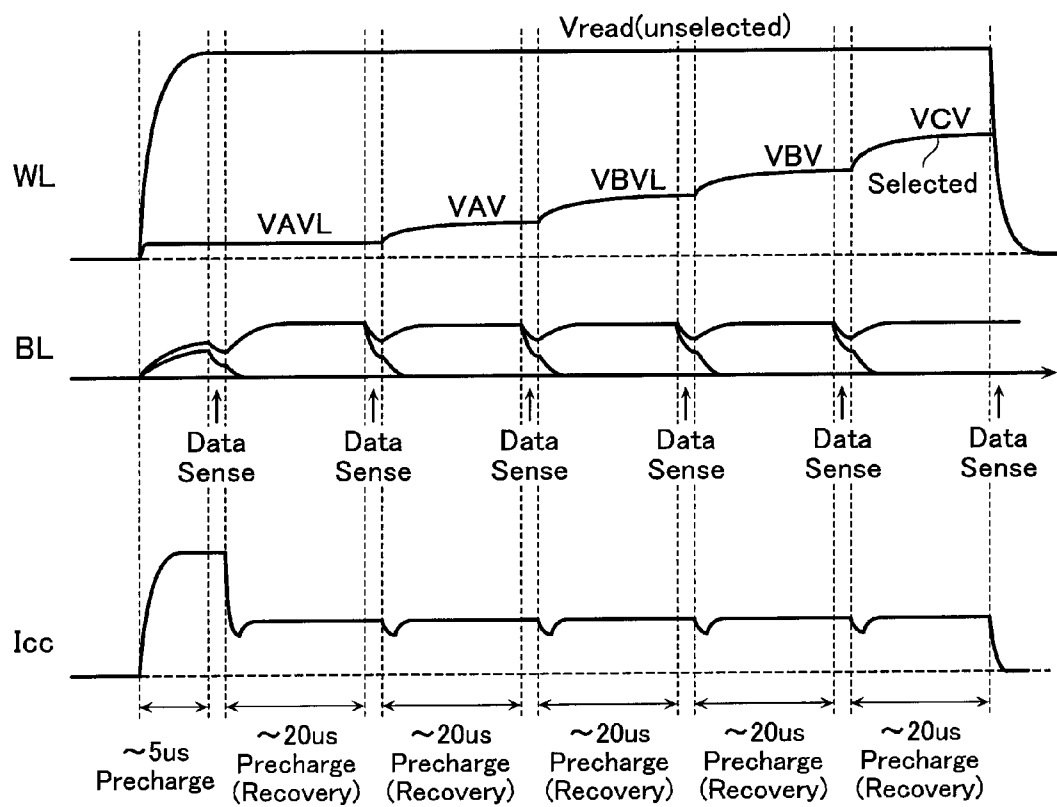 Vread(unselected)
WL
VAVL
VAV
VBVL
VBV
VCV
Selected
BL
Data
Sense
Data
Sense
Data
Sense
Data
Sense
Data
Sense
Data
Sense
Icc
~5us
Precharge
~20us
Precharge
(Recovery)
~20us
Precharge
(Recovery)
~20us
Precharge
(Recovery)
~20us
Precharge
(Recovery)
~20us
Precharge
(Recovery)